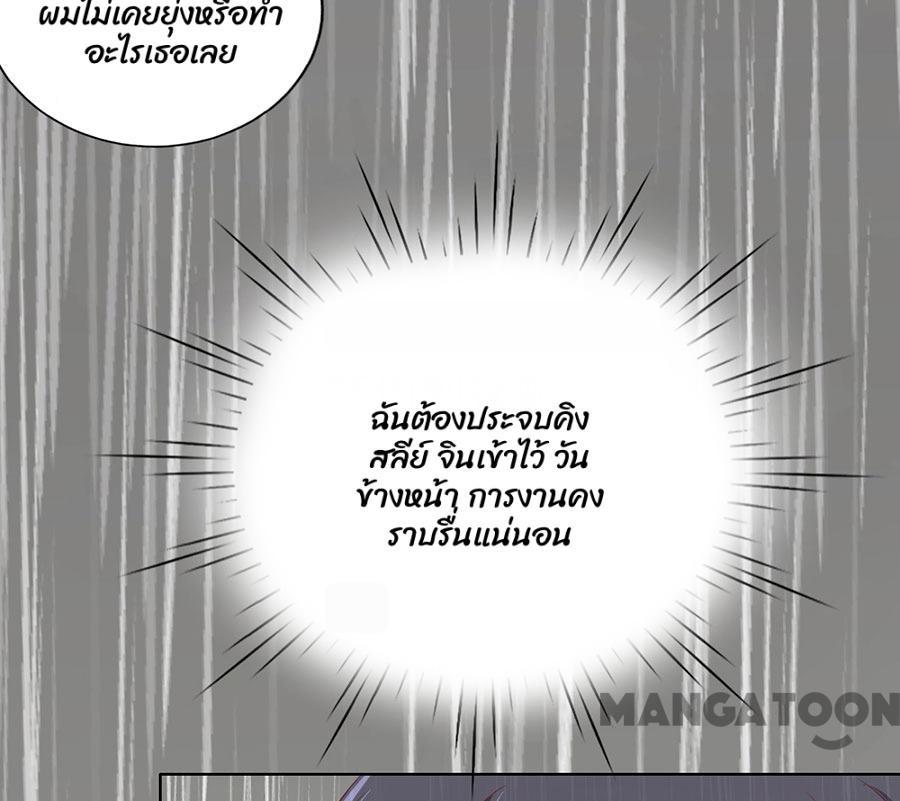 ผมไม่เคยยุ่งหรือทำ
อะไรเธอเลย
ฉันต้องประจบคิง
สลีย์ จินเข้าไว้ วัน
ข้างหน้า การงานคง
ราบรื่นแน่นอน
MANGATOON